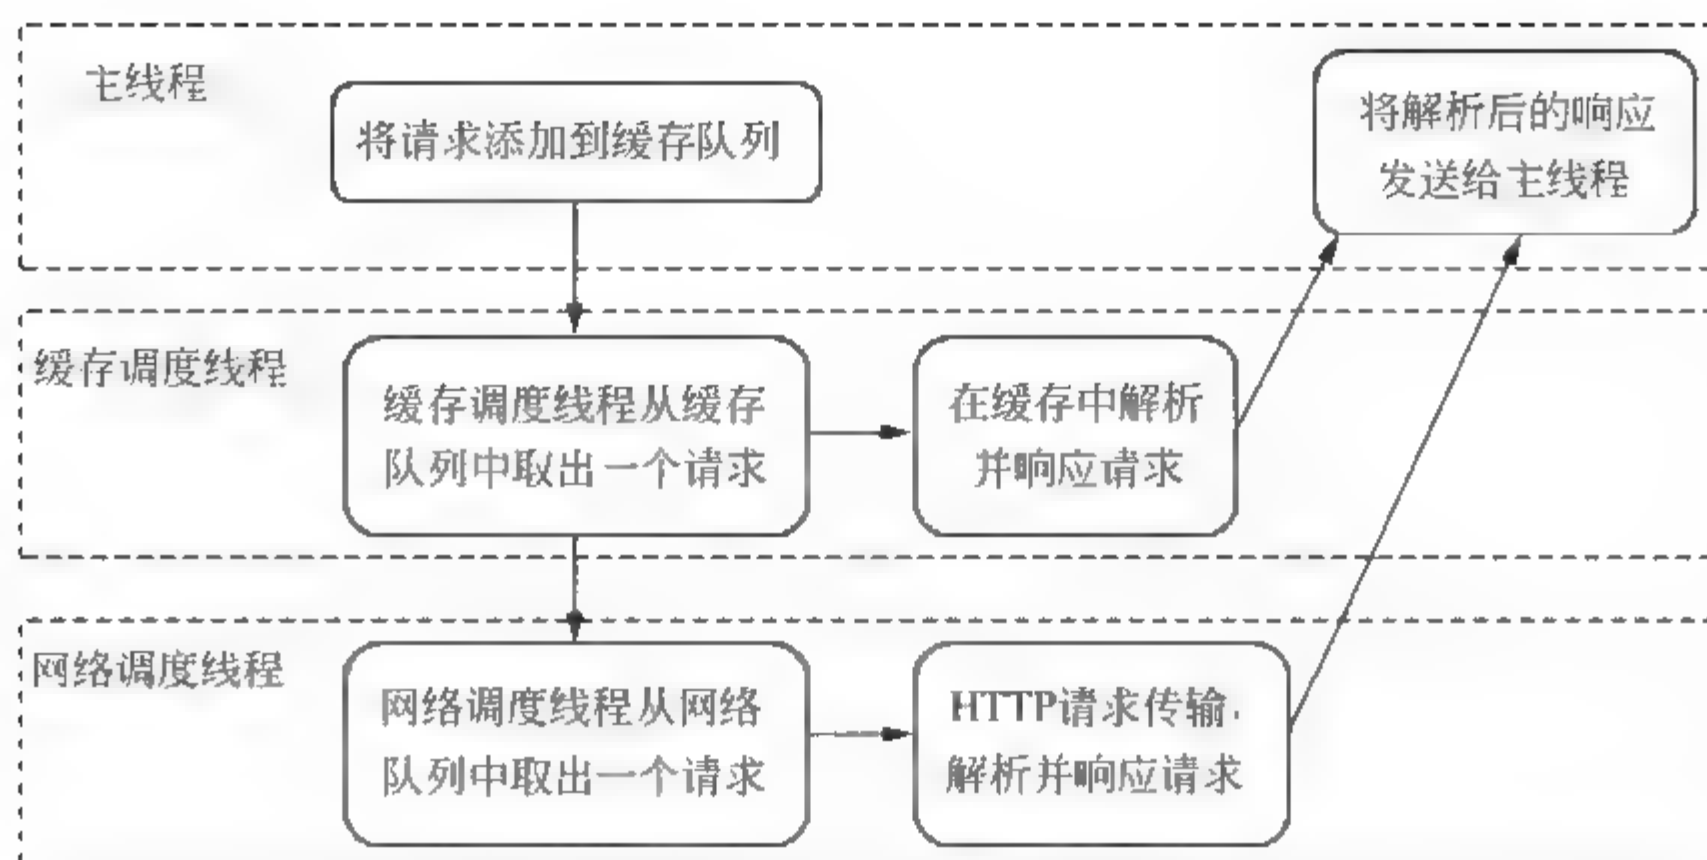 主线程
将请求添加到缓存队列
将解析后的响应
发送给主线程
缓存调度线程
缓存调度线程从缓存
队列中取出一个请求
在缓存中解析
并响应请求
网络调度线程
网络调度线程从网络
队列中取出一个请求
HTTP请求传输,
解析并响应请求